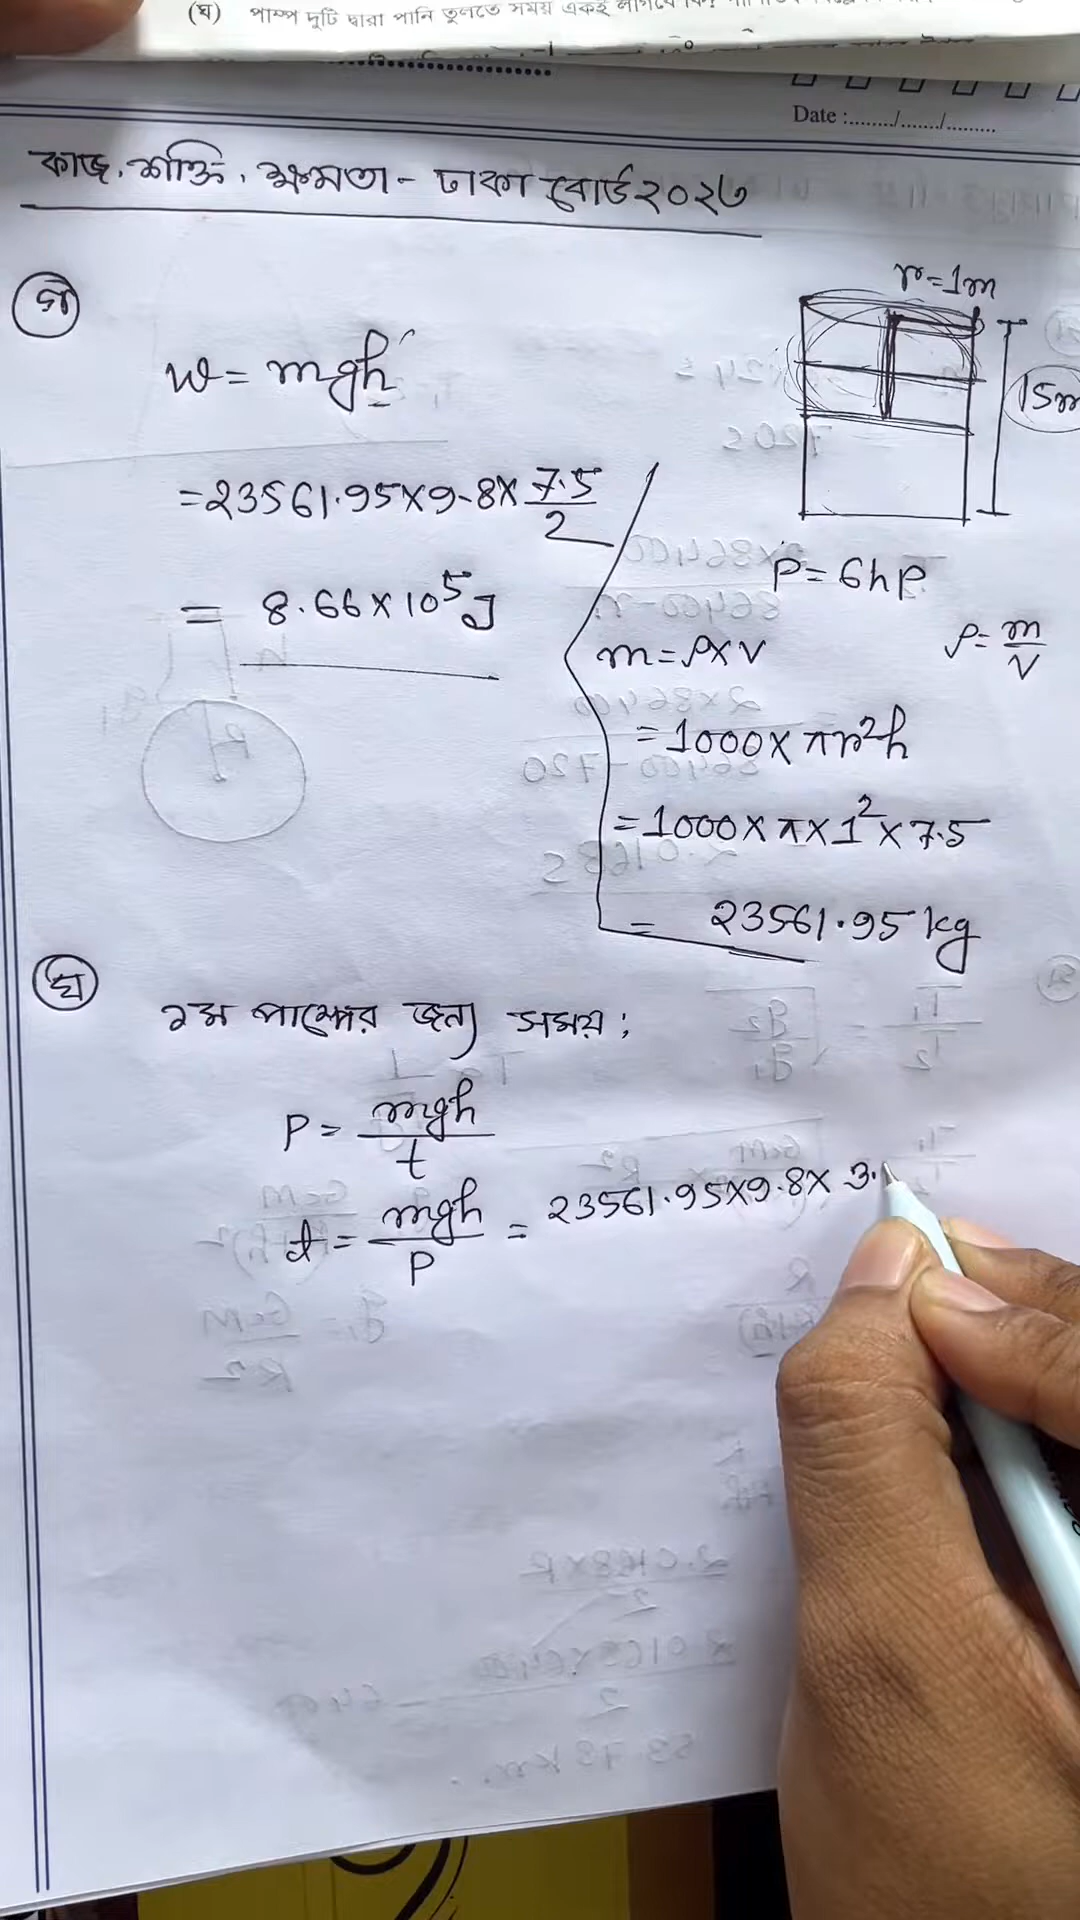 (ঘ) পাম্প দুটি দ্বারা পানি তুলতে সময় একই লাগবে কি?
Date :......../......./.........
কাজ, শক্তি, ক্ষমতা - ঢাকা বোর্ড ২০২৩
গ
r=1m
15m
W = mgh′
= 23561.95×9.8× 7.5/2
= 8.66×10⁵J
P = 6hp
ρ = m/V
m = ρ×V
= 1000× πr²h
= 1000×π×1²×7.5
= 23561.95 kg
ঘ
১ম পাম্পের জন্য সময় ;
P = mgh/t
t = mgh/P = 23561.95×9.8× 3.